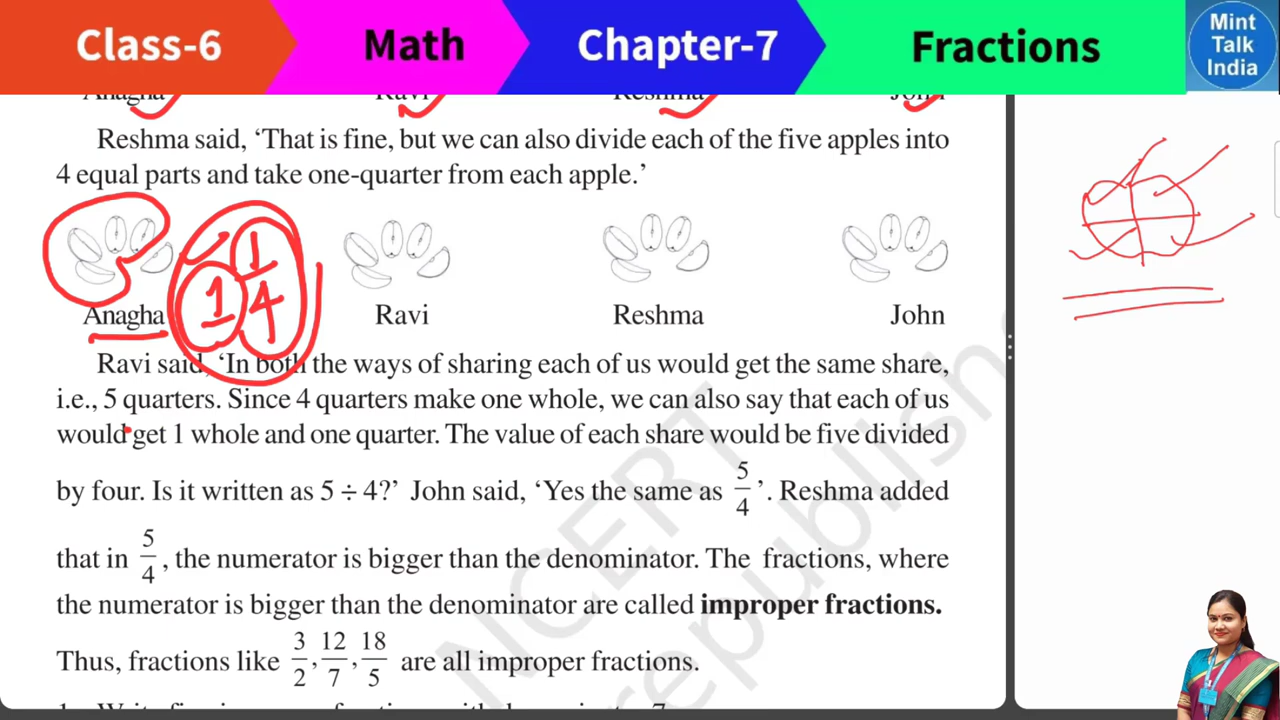 Class-6 Math Chapter-7 Fractions Mint Talk India
Anagha Ravi Reshma John
Reshma said, ‘That is fine, but we can also divide each of the five apples into
4 equal parts and take one-quarter from each apple.’
1 1/4
Anagha Ravi Reshma John
Ravi said, ‘In both the ways of sharing each of us would get the same share,
i.e., 5 quarters. Since 4 quarters make one whole, we can also say that each of us
would get 1 whole and one quarter. The value of each share would be five divided
by four. Is it written as 5 ÷ 4?’ John said, ‘Yes the same as 5/4’. Reshma added
that in 5/4, the numerator is bigger than the denominator. The fractions, where
the numerator is bigger than the denominator are called improper fractions.
Thus, fractions like 3/2, 12/7, 18/5 are all improper fractions.
NCERT
republish